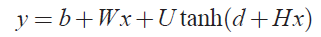 y = b + Wx + U tanh(d + Hx)